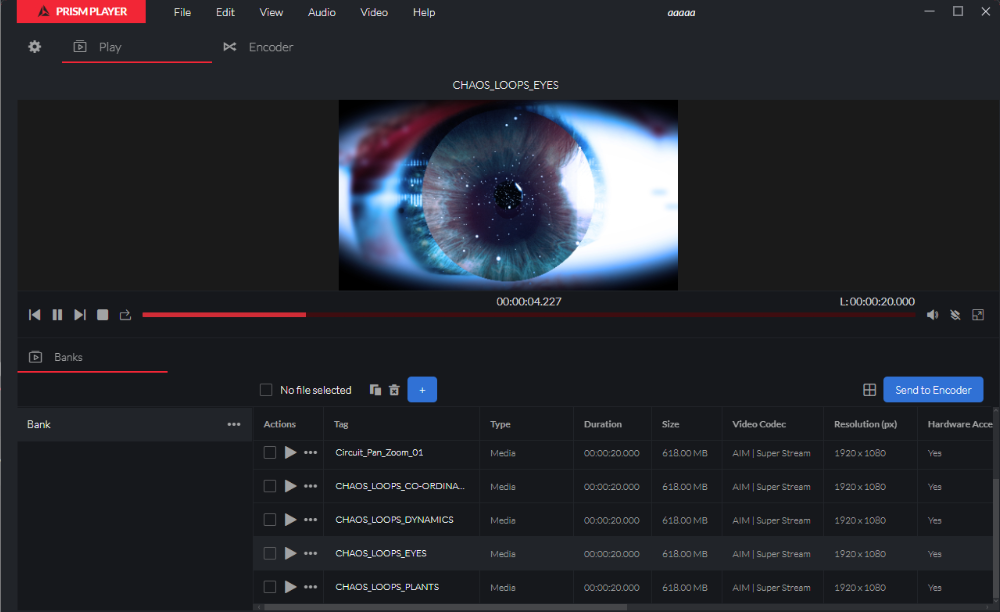 PRISM PLAYER File Edit View Audio Video Help aaaaa
Play Encoder
CHAOS_LOOPS_EYES
00:00:04.227 L: 00:00:20.000
Banks
No file selected + Send to Encoder
Bank ••• Actions Tag Type Duration Size Video Codec Resolution (px) Hardware Acce
Circuit_Pan_Zoom_01 Media 00:00:20.000 618.00 MB AIM | Super Stream 1920 x 1080 Yes
CHAOS_LOOPS_CO-ORDINA... Media 00:00:20.000 618.00 MB AIM | Super Stream 1920 x 1080 Yes
CHAOS_LOOPS_DYNAMICS Media 00:00:20.000 618.00 MB AIM | Super Stream 1920 x 1080 Yes
CHAOS_LOOPS_EYES Media 00:00:20.000 618.00 MB AIM | Super Stream 1920 x 1080 Yes
CHAOS_LOOPS_PLANTS Media 00:00:20.000 618.00 MB AIM | Super Stream 1920 x 1080 Yes